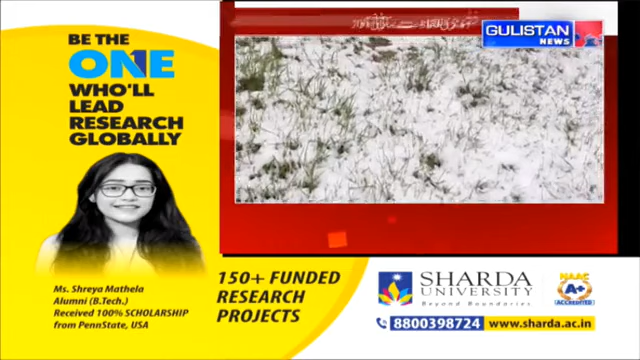 BE THE
ONE
WHO'LL
LEAD
RESEARCH
GLOBALLY
Ms. Shreya Mathela
Alumni (B.Tech.)
Received 100% SCHOLARSHIP
from PennState, USA
150+ FUNDED
RESEARCH
PROJECTS
GULISTAN
NEWS
SHARDA
UNIVERSITY
Beyond Boundaries
NAAC
A+
ACCREDITED
8800398724
www.sharda.ac.in